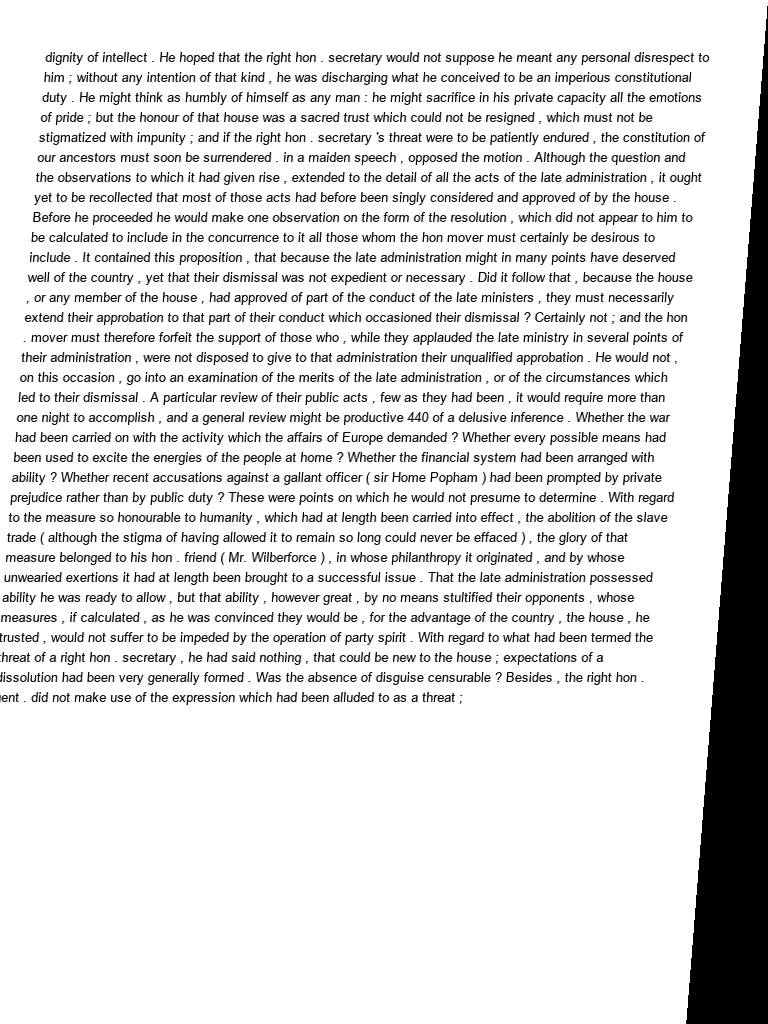 dignity of intellect . He hoped that the right hon . secretary would not suppose he meant any personal disrespect to
him ; without any intention of that kind , he was discharging what he conceived to be an imperious constitutional
duty . He might think as humbly of himself as any man : he might sacrifice in his private capacity all the emotions
of pride ; but the honour of that house was a sacred trust which could not be resigned , which must not be
stigmatized with impunity ; and if the right hon . secretary 's threat were to be patiently endured , the constitution of
our ancestors must soon be surrendered . in a maiden speech , opposed the motion . Although the question and
the observations to which it had given rise , extended to the detail of all the acts of the late administration , it ought
yet to be recollected that most of those acts had before been singly considered and approved of by the house .
Before he proceeded he would make one observation on the form of the resolution , which did not appear to him to
be calculated to include in the concurrence to it all those whom the hon mover must certainly be desirous to
include . It contained this proposition , that because the late administration might in many points have deserved
well of the country , yet that their dismissal was not expedient or necessary . Did it follow that , because the house
, or any member of the house , had approved of part of the conduct of the late ministers , they must necessarily
extend their approbation to that part of their conduct which occasioned their dismissal ? Certainly not ; and the hon
. mover must therefore forfeit the support of those who , while they applauded the late ministry in several points of
their administration , were not disposed to give to that administration their unqualified approbation . He would not ,
on this occasion , go into an examination of the merits of the late administration , or of the circumstances which
led to their dismissal . A particular review of their public acts , few as they had been , it would require more than
one night to accomplish , and a general review might be productive 440 of a delusive inference . Whether the war
had been carried on with the activity which the affairs of Europe demanded ? Whether every possible means had
been used to excite the energies of the people at home ? Whether the financial system had been arranged with
ability ? Whether recent accusations against a gallant officer ( sir Home Popham ) had been prompted by private
prejudice rather than by public duty ? These were points on which he would not presume to determine . With regard
to the measure so honourable to humanity , which had at length been carried into effect , the abolition of the slave
trade ( although the stigma of having allowed it to remain so long could never be effaced ) , the glory of that
measure belonged to his hon . friend ( Mr. Wilberforce ) , in whose philanthropy it originated , and by whose
unwearied exertions it had at length been brought to a successful issue . That the late administration possessed
ability he was ready to allow , but that ability , however great , by no means stultified their opponents , whose
measures , if calculated , as he was convinced they would be , for the advantage of the country , the house , he
trusted , would not suffer to be impeded by the operation of party spirit . With regard to what had been termed the
threat of a right hon . secretary , he had said nothing , that could be new to the house ; expectations of a
dissolution had been very generally formed . Was the absence of disguise censurable ? Besides , the right hon .
. did not make use of the expression which had been alluded to as a threat ;